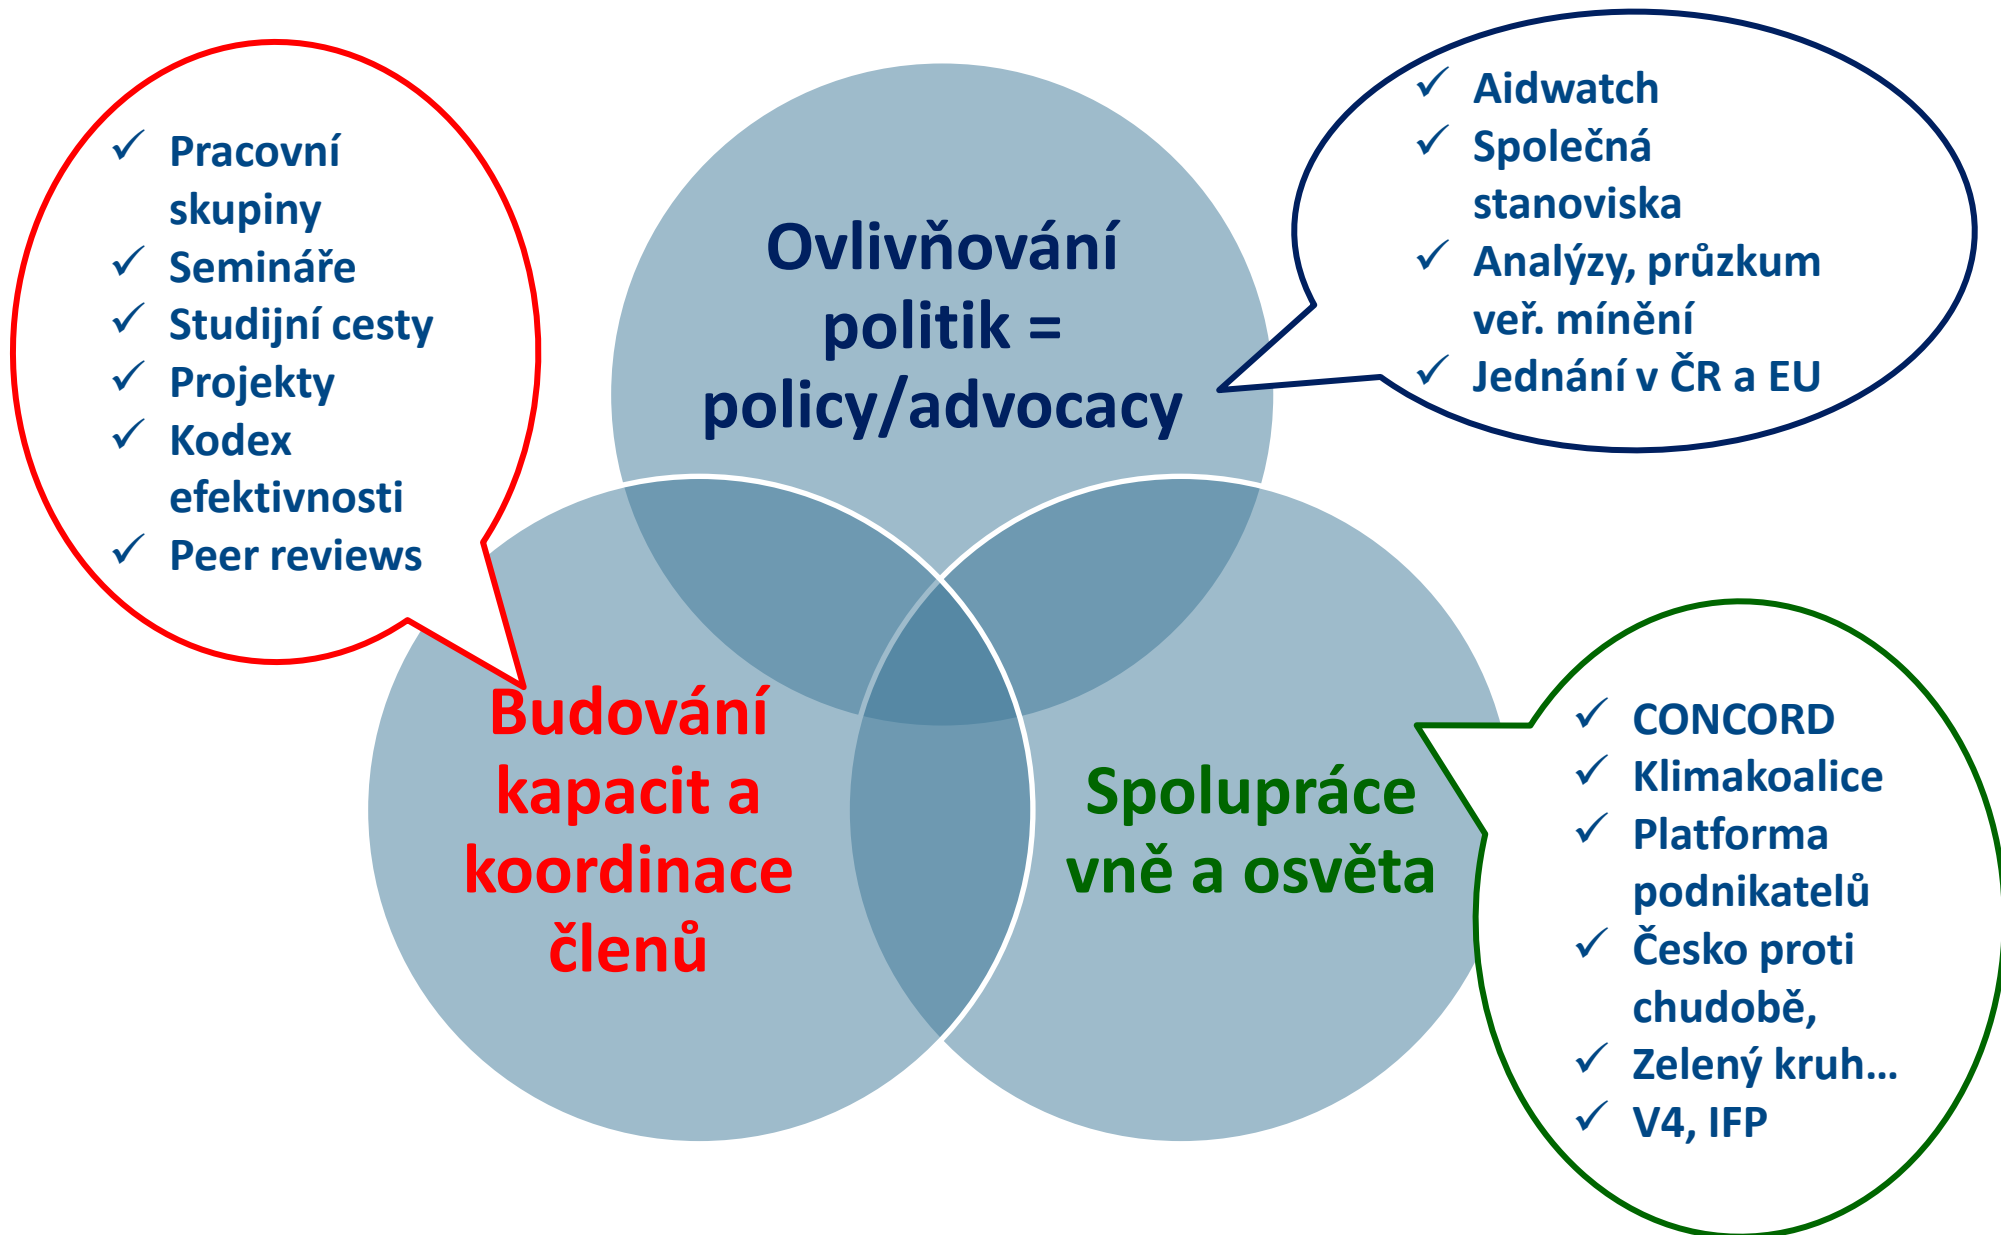 ✓ Pracovní
skupiny
✓ Semináře
✓ Studijní cesty
✓ Projekty
✓ Kodex
efektivnosti
✓ Peer reviews
Ovlivňování
politik =
policy/advocacy
✓ Aidwatch
✓ Společná
stanoviska
✓ Analýzy, průzkum
veř. mínění
✓ Jednání v ČR a EU
Budování
kapacit a
koordinace
členů
Spolupráce
vně a osvěta
✓ CONCORD
✓ Klimakoalice
✓ Platforma
podnikatelů
✓ Česko proti
chudobě,
✓ Zelený kruh...
✓ V4, IFP